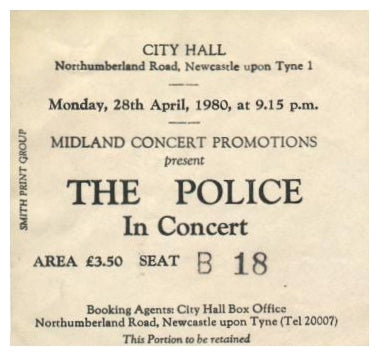 CITY HALL
Northumberland Road, Newcastle upon Tyne 1
Monday, 28th April, 1980, at 9.15 p.m.
MIDLAND CONCERT PROMOTIONS
present
THE POLICE
In Concert
AREA £3.50 SEAT B 18
Booking Agents: City Hall Box Office
Northumberland Road, Newcastle upon Tyne (Tel 20007)
This Portion to be retained
SMITH PRINT GROUP